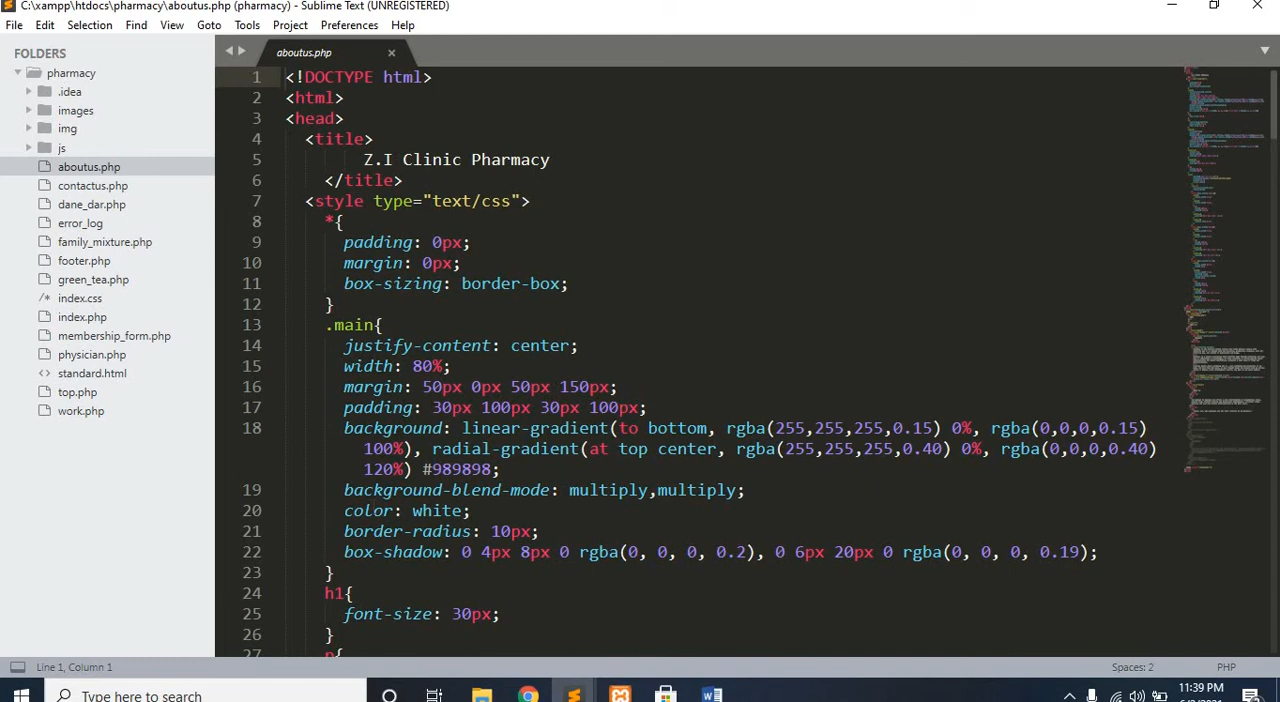 C:\xampp\htdocs\pharmacy\aboutus.php (pharmacy) - Sublime Text (UNREGISTERED)
File Edit Selection Find View Goto Tools Project Preferences Help
FOLDERS
pharmacy
.idea
images
img
js
aboutus.php
contactus.php
dane_dar.php
error_log
family_mixture.php
footer.php
green_tea.php
/* index.css
index.php
membership_form.php
physician.php
<> standard.html
top.php
work.php
aboutus.php ×
1 <!DOCTYPE html>
2 <html>
3 <head>
4 <title>
5 Z.I Clinic Pharmacy
6 </title>
7 <style type="text/css">
8 *{
9 padding: 0px;
10 margin: 0px;
11 box-sizing: border-box;
12 }
13 .main{
14 justify-content: center;
15 width: 80%;
16 margin: 50px 0px 50px 150px;
17 padding: 30px 100px 30px 100px;
18 background: linear-gradient(to bottom, rgba(255,255,255,0.15) 0%, rgba(0,0,0,0.15)
100%), radial-gradient(at top center, rgba(255,255,255,0.40) 0%, rgba(0,0,0,0.40)
120%) #989898;
19 background-blend-mode: multiply,multiply;
20 color: white;
21 border-radius: 10px;
22 box-shadow: 0 4px 8px 0 rgba(0, 0, 0, 0.2), 0 6px 20px 0 rgba(0, 0, 0, 0.19);
23 }
24 h1{
25 font-size: 30px;
26 }
27 p{
Line 1, Column 1 Spaces: 2 PHP
Type here to search
11:39 PM